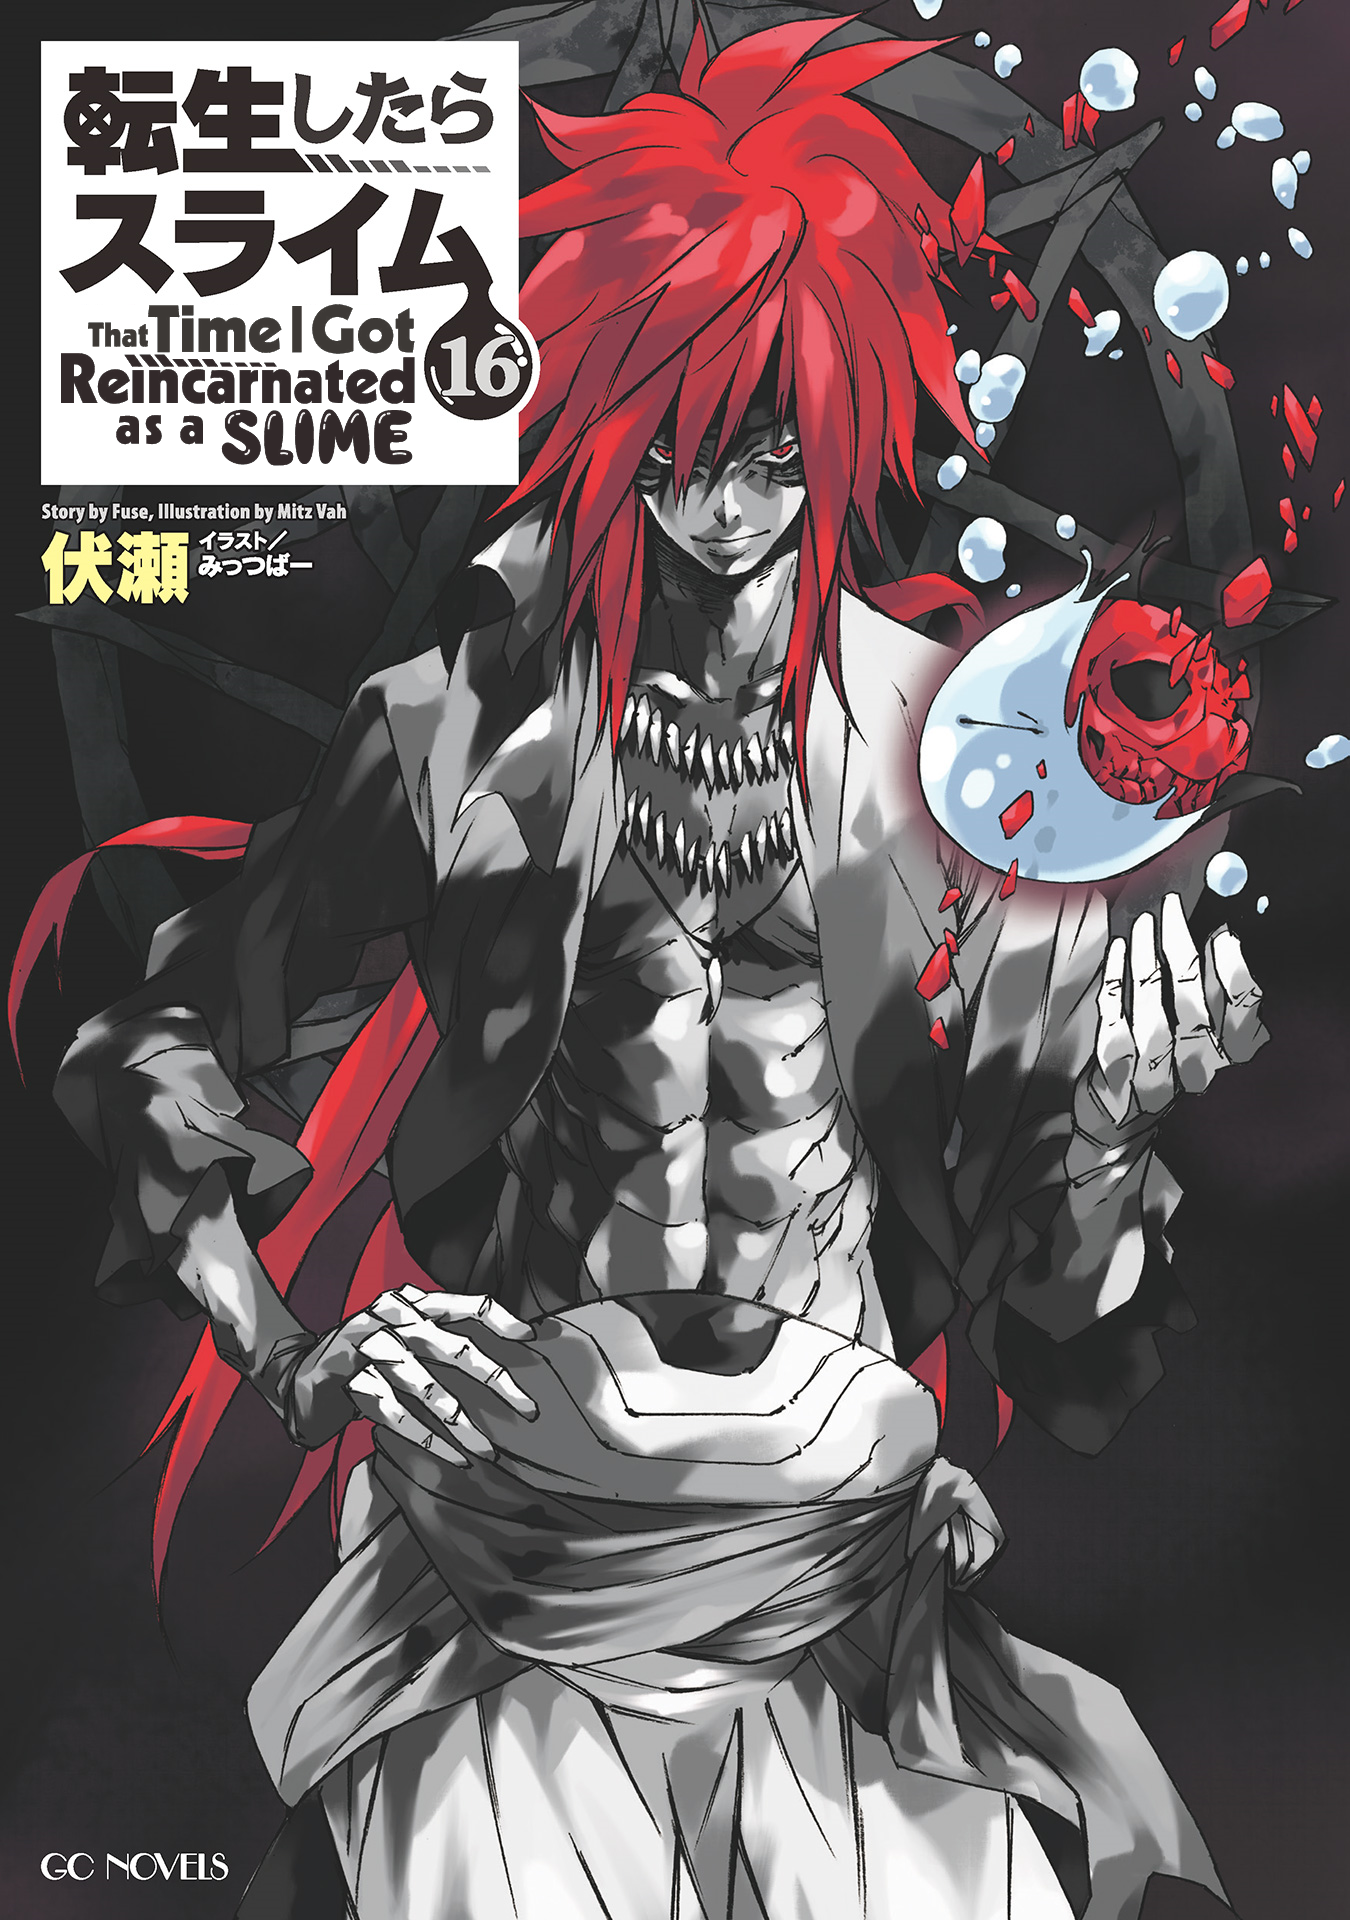 転生したら
スライム
That Time I Got
Reincarnated
as a SLIME
16
Story by Fuse, Illustration by Mitz Vah
伏瀬
イラスト／
みっつばー
GC NOVELS